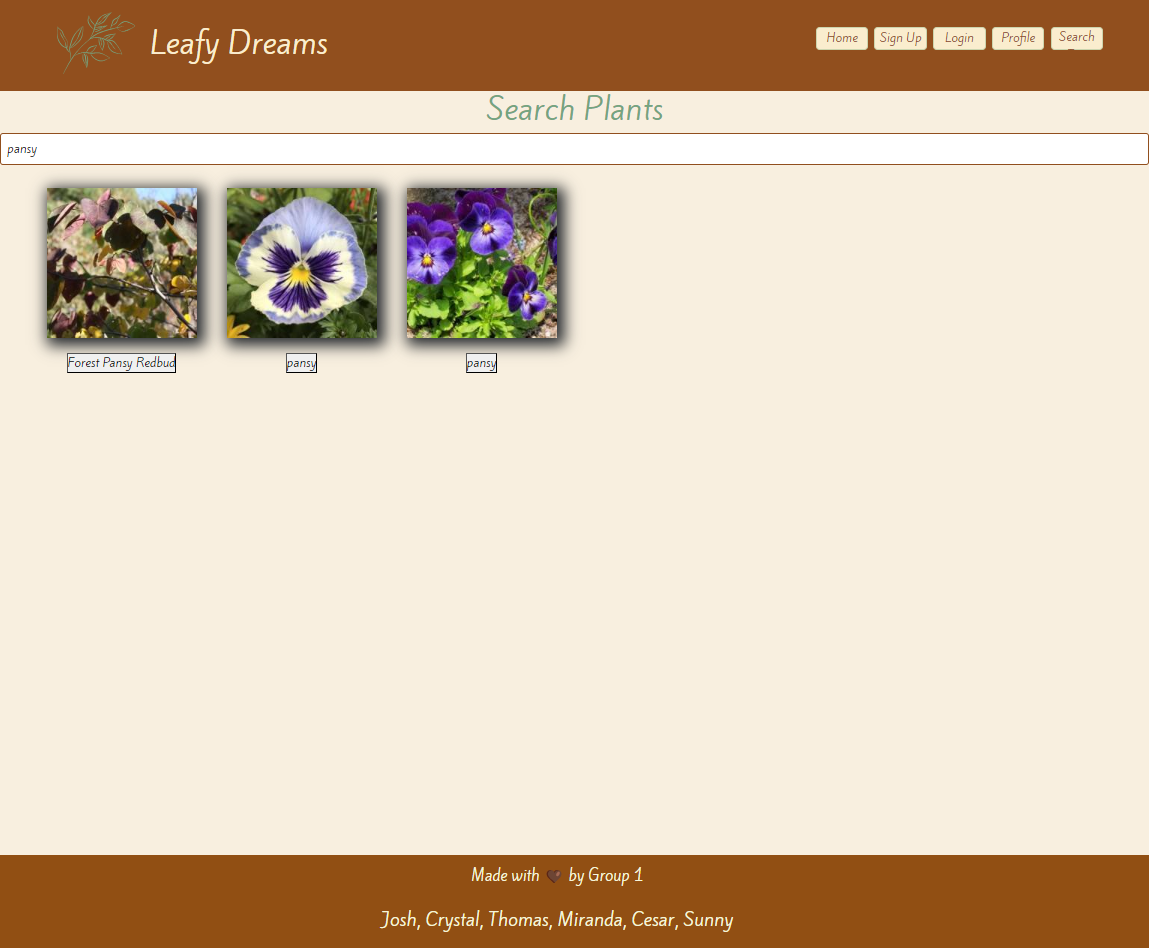 Leafy Dreams
Home Sign Up Login Profile Search
Search Plants
pansy
Forest Pansy Redbud pansy pansy
Made with 🤎 by Group 1
Josh, Crystal, Thomas, Miranda, Cesar, Sunny